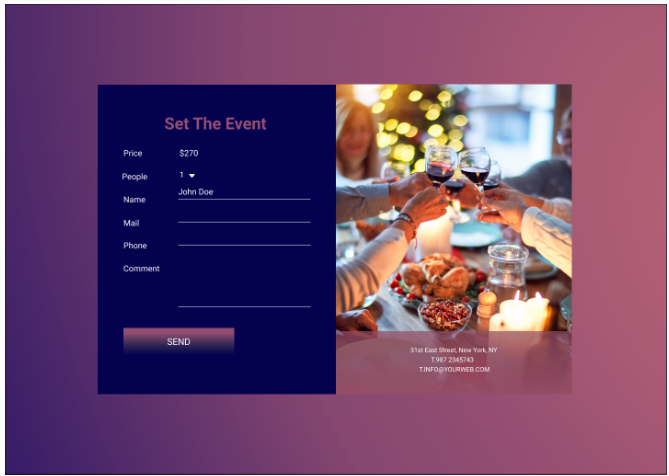 Set The Event
Price $270
People 1
Name John Doe
Mail
Phone
Comment
SEND
31st East Street, New York, NY
T.987 2345743
T.INFO@YOURWEB.COM